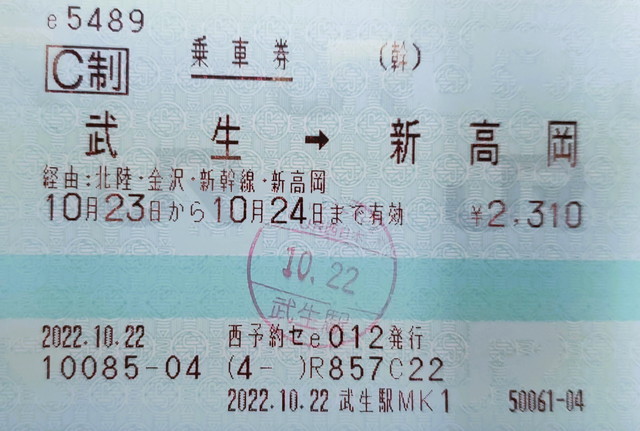 e5489
C制 乗車券 (幹)
武生 → 新高岡
経由:北陸・金沢・新幹線・新高岡
10月23日から10月24日まで有効 ¥2,310
10.22
武生駅
2022.10.22 西予約セe012発行
10085-04 (4- )R857C22
2022.10.22 武生駅MK1 50061-04